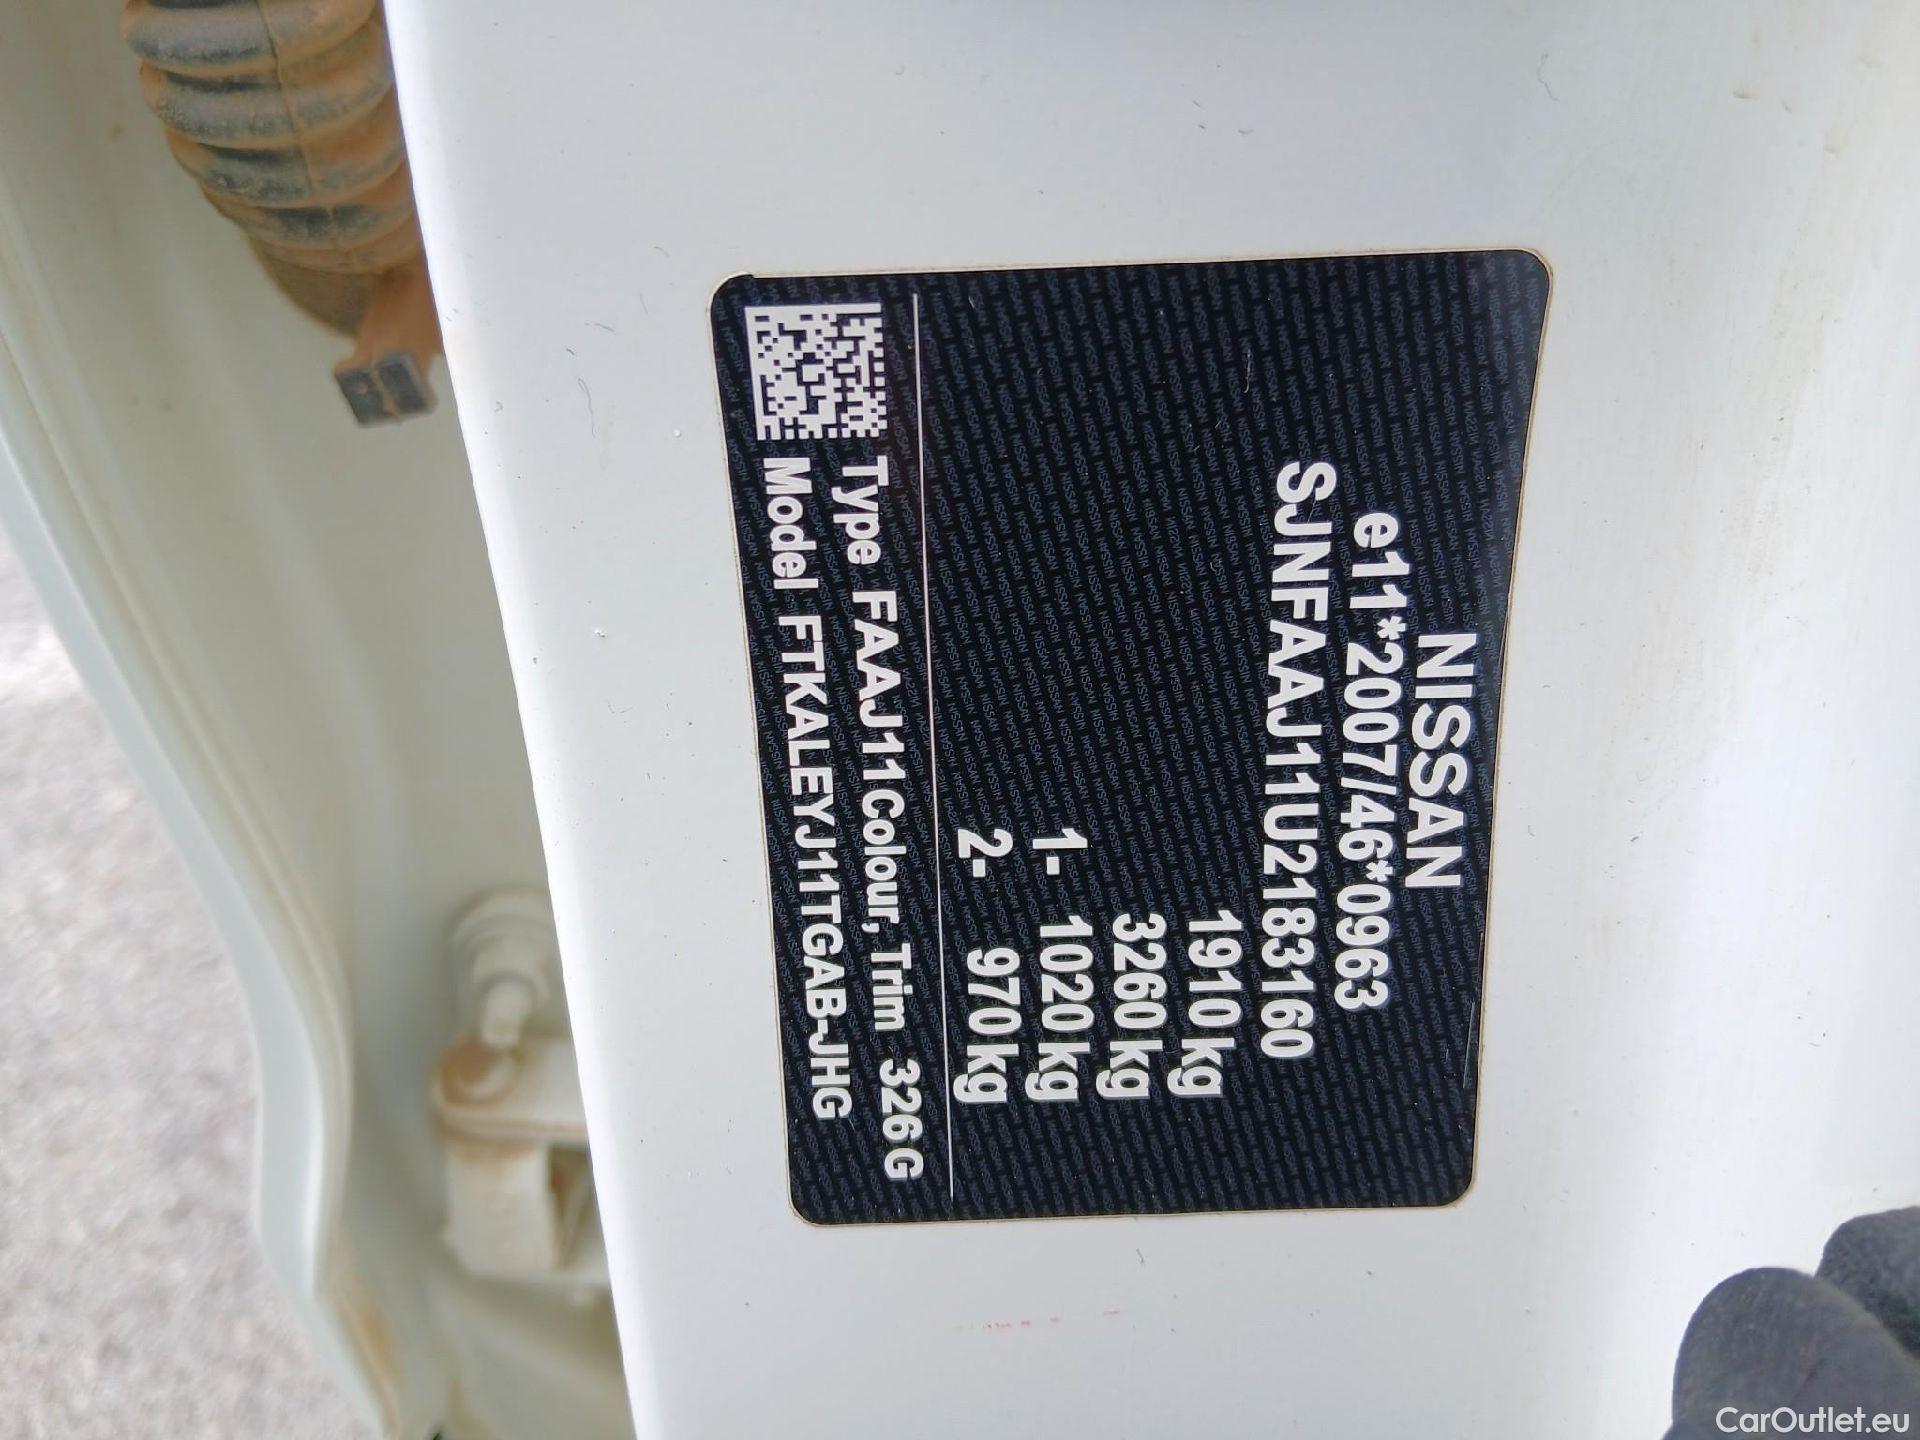 NISSAN
e11*2007/46*0963
SJNFAAJ11U2183160
1910 kg
3260 kg
1- 1020 kg
2- 970 kg
Type FAAJ11 Colour, Trim 326 G
Model FTKALEYJ11TGAB-JHG
CarOutlet.eu